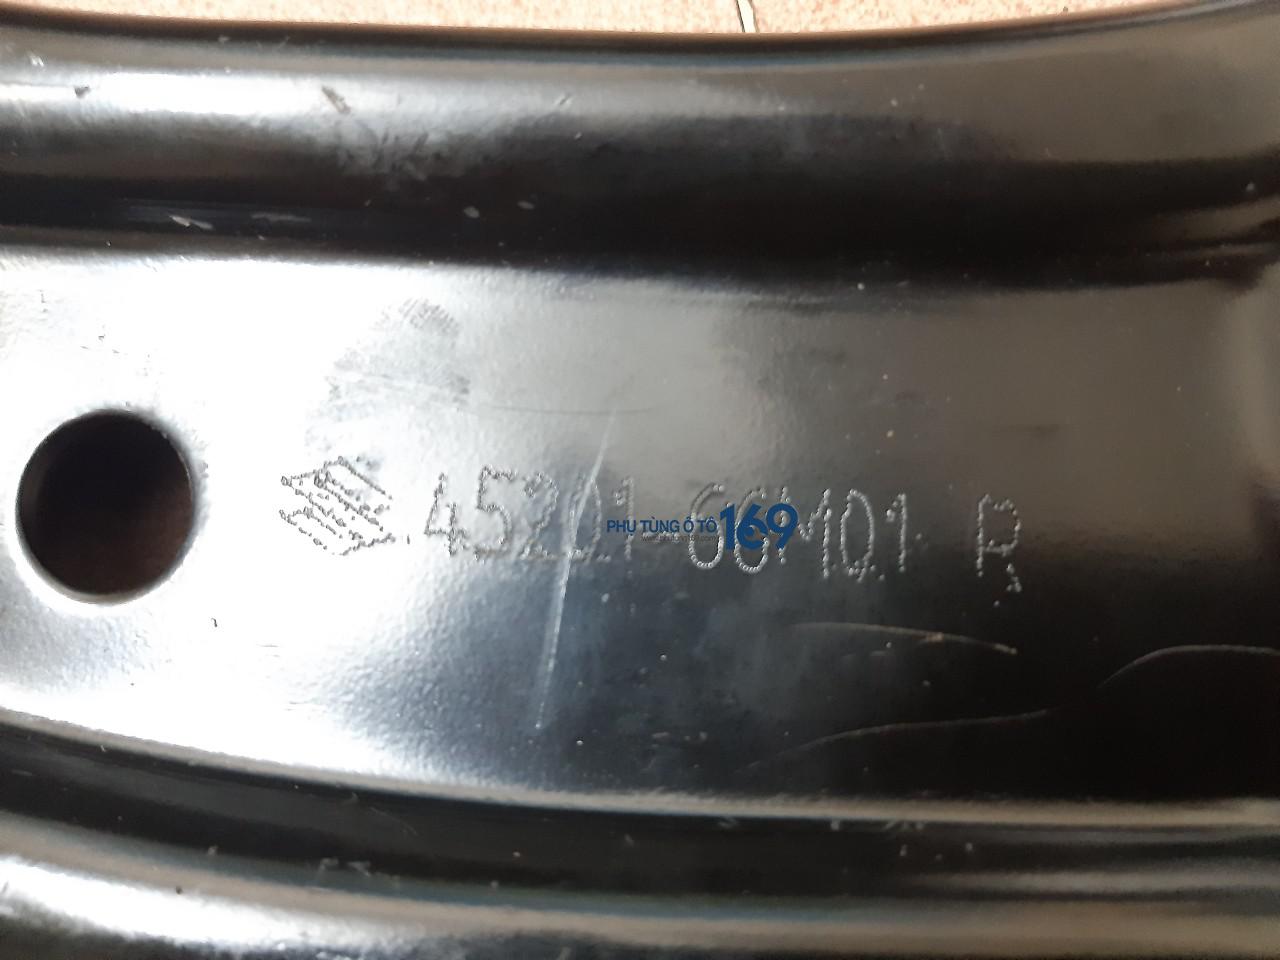 45201-66M01 R
PHỤ TÙNG Ô TÔ 169